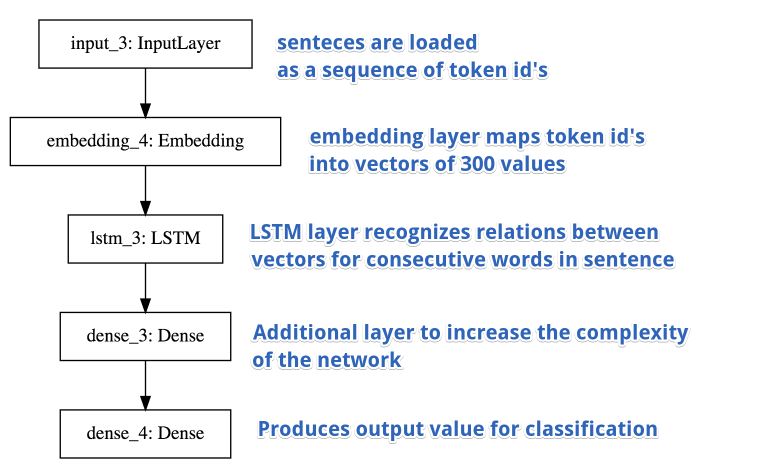 input_3: InputLayer
senteces are loaded
as a sequence of token id's
embedding_4: Embedding
embedding layer maps token id's
into vectors of 300 values
lstm_3: LSTM
LSTM layer recognizes relations between
vectors for consecutive words in sentence
dense_3: Dense
Additional layer to increase the complexity
of the network
dense_4: Dense
Produces output value for classification